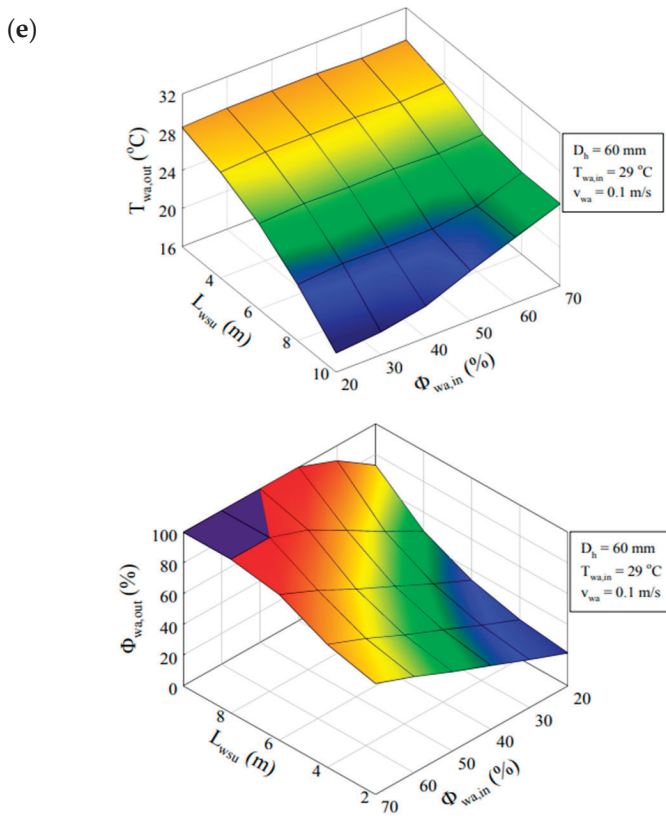 (e)
32
28
24
20
16
T_wa,out (°C)
4
6
8
10
L_wsu (m)
20
30
40
50
60
70
Φ_wa,in (%)
D_h = 60 mm
T_wa,in = 29 °C
v_wa = 0.1 m/s
100
80
60
40
20
0
Φ_wa,out (%)
8
6
4
2
L_wsu (m)
70
60
50
40
30
20
Φ_wa,in (%)
D_h = 60 mm
T_wa,in = 29 °C
v_wa = 0.1 m/s